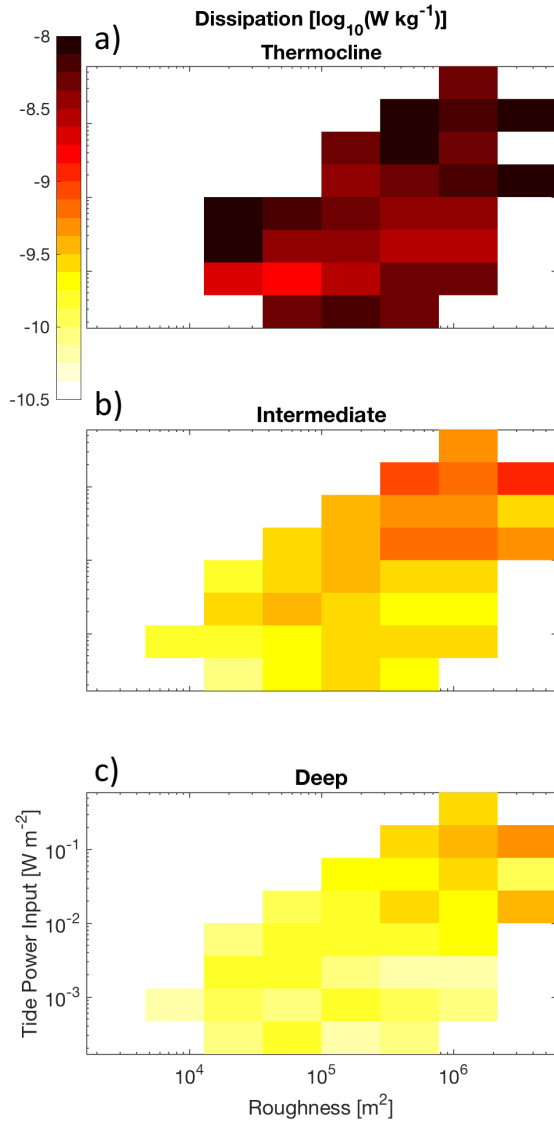 Dissipation [log10(W kg-1)]
a)
Thermocline
-8
-8.5
-9
-9.5
-10
-10.5
b)
Intermediate
c)
Deep
Tide Power Input [W m-2]
10-1
10-2
10-3
104
105
106
Roughness [m2]